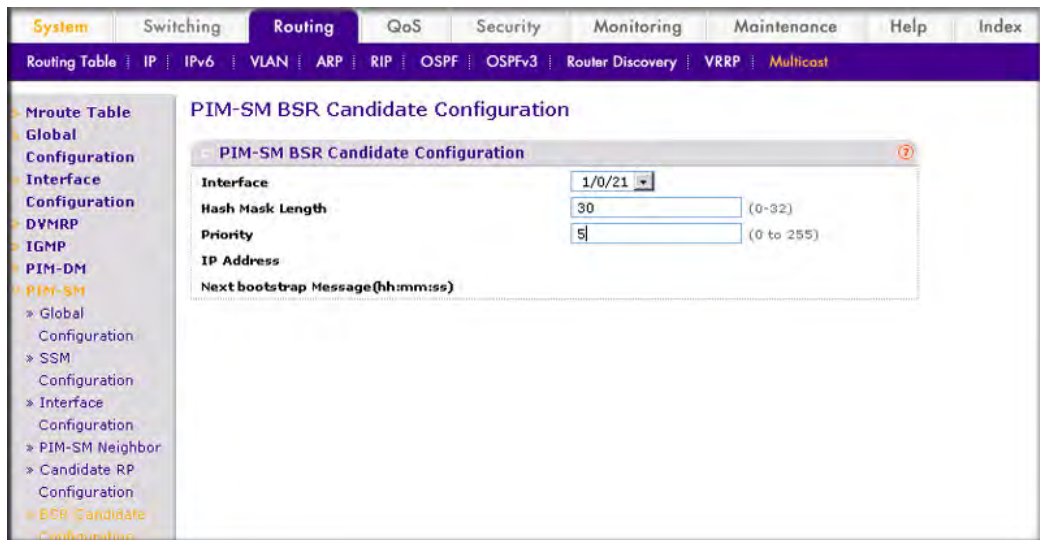 System Switching Routing QoS Security Monitoring Maintenance Help Index
Routing Table IP IPv6 VLAN ARP RIP OSPF OSPFv3 Router Discovery VRRP Multicast
Mroute Table
Global
Configuration
Interface
Configuration
DVMRP
IGMP
PIM-DM
PIM-SM
» Global
Configuration
» SSM
Configuration
» Interface
Configuration
» PIM-SM Neighbor
» Candidate RP
Configuration
» BSR Candidate
Configuration
PIM-SM BSR Candidate Configuration
PIM-SM BSR Candidate Configuration ?
Interface 1/0/21
Hash Mask Length 30 (0-32)
Priority 5 (0 to 255)
IP Address
Next bootstrap Message(hh:mm:ss)